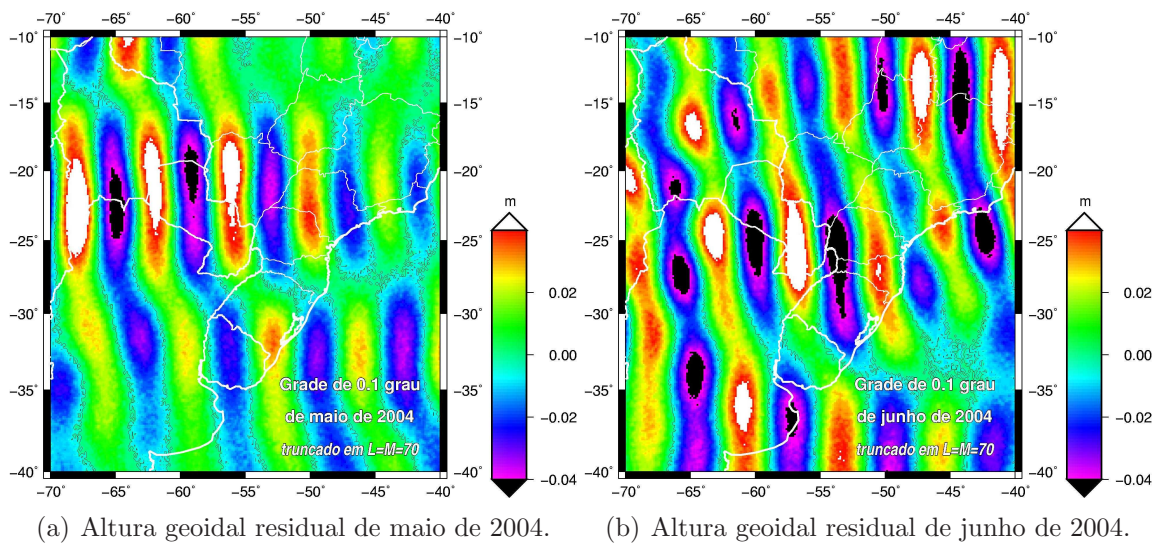 −70˚ −65˚ −60˚ −55˚ −50˚ −45˚ −40˚
−10˚ −10˚
−15˚ −15˚
−20˚ −20˚
−25˚ −25˚
−30˚ −30˚
−35˚ −35˚
−40˚ −40˚
−70˚ −65˚ −60˚ −55˚ −50˚ −45˚ −40˚
Grade de 0.1 grau
de maio de 2004
truncado em L=M=70
m
0.02
0.00
−0.02
−0.04
(a) Altura geoidal residual de maio de 2004.
−70˚ −65˚ −60˚ −55˚ −50˚ −45˚ −40˚
−10˚ −10˚
−15˚ −15˚
−20˚ −20˚
−25˚ −25˚
−30˚ −30˚
−35˚ −35˚
−40˚ −40˚
−70˚ −65˚ −60˚ −55˚ −50˚ −45˚ −40˚
Grade de 0.1 grau
de junho de 2004
truncado em L=M=70
m
0.02
0.00
−0.02
−0.04
(b) Altura geoidal residual de junho de 2004.